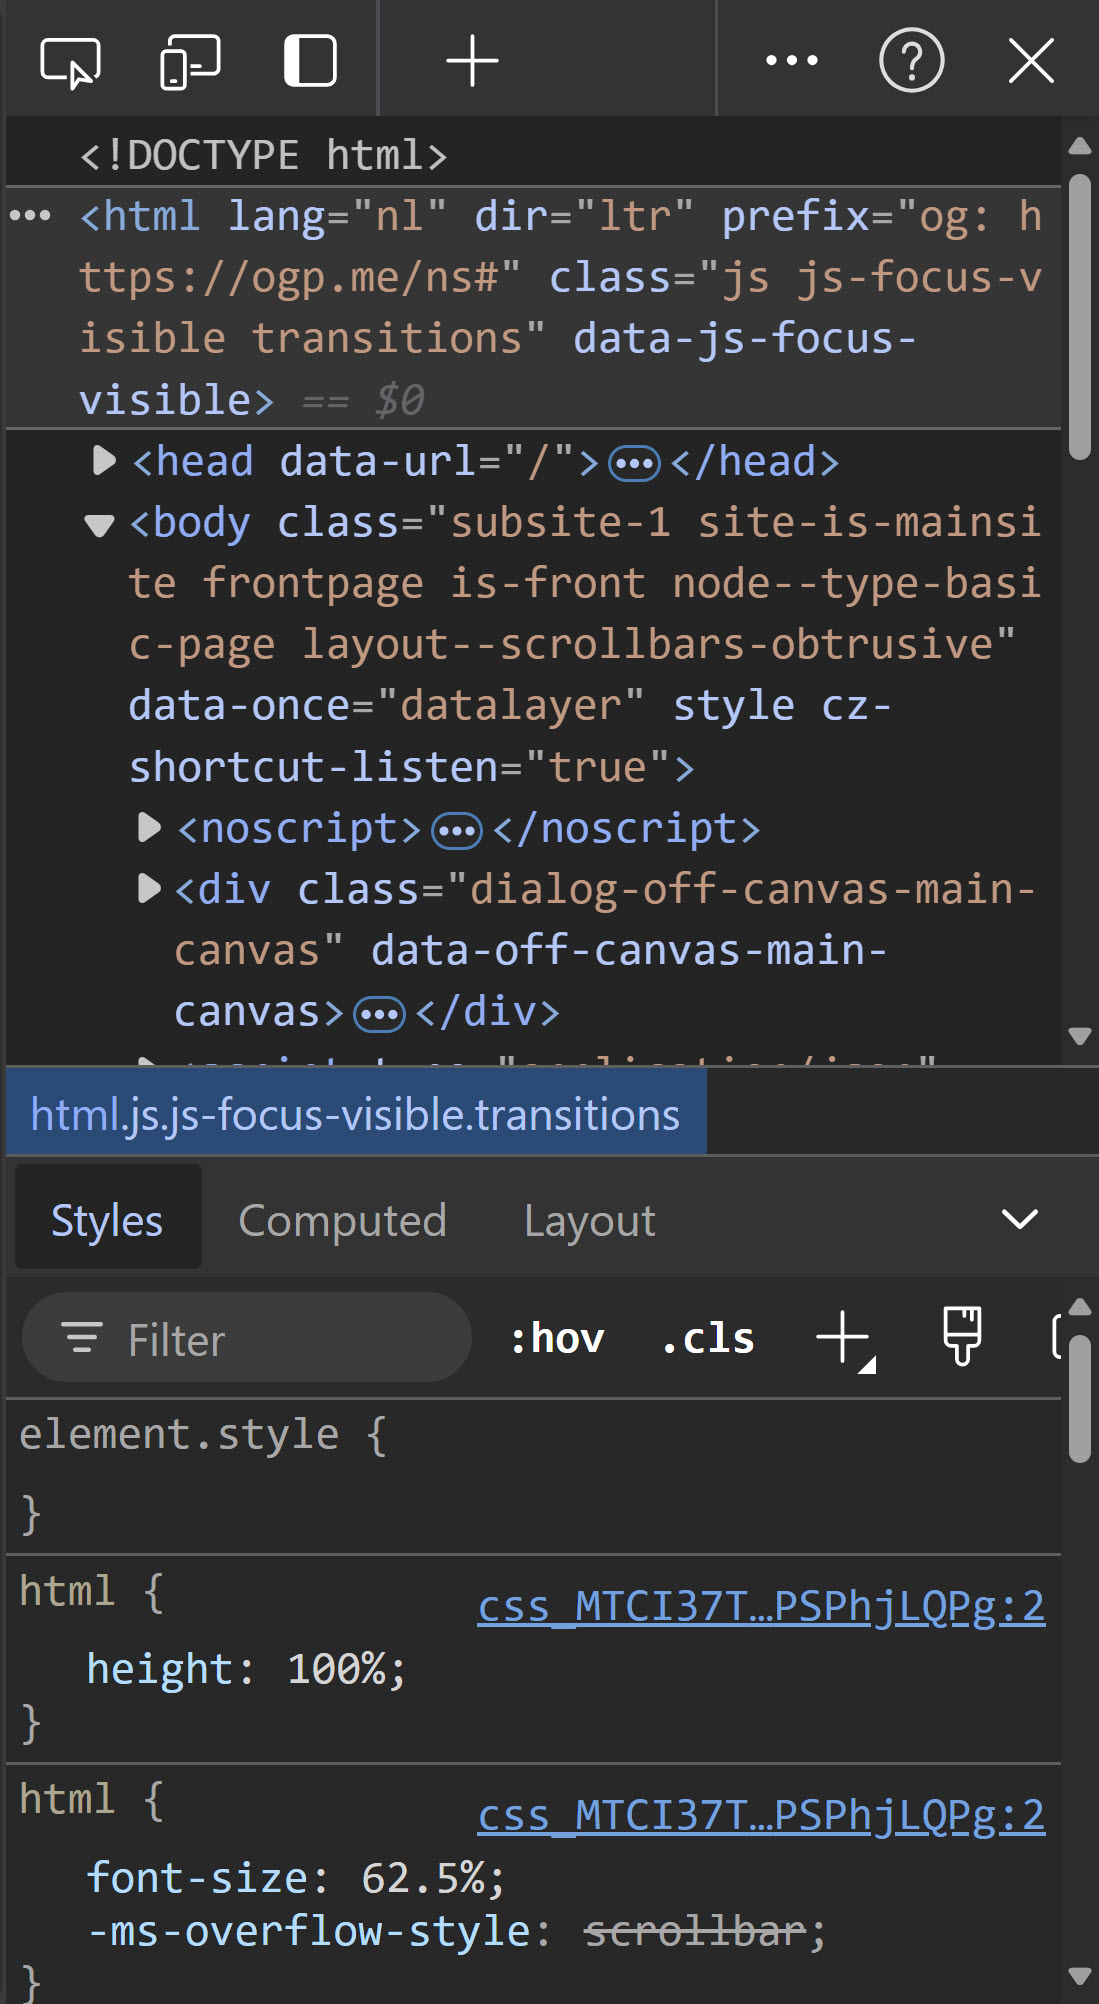 <!DOCTYPE html>
<html lang="nl" dir="ltr" prefix="og: h
ttps://ogp.me/ns#" class="js js-focus-v
isible transitions" data-js-focus-
visible> == $0
<head data-url="/"></head>
<body class="subsite-1 site-is-mainsi
te frontpage is-front node--type-basi
c-page layout--scrollbars-obtrusive"
data-once="datalayer" style cz-
shortcut-listen="true">
<noscript></noscript>
<div class="dialog-off-canvas-main-
canvas" data-off-canvas-main-
canvas></div>
html.js.js-focus-visible.transitions
Styles Computed Layout
Filter :hov .cls
element.style {
}
html { css_MTCI37T…PSPhjLQPg:2
height: 100%;
}
html { css_MTCI37T…PSPhjLQPg:2
font-size: 62.5%;
-ms-overflow-style: scrollbar;
}